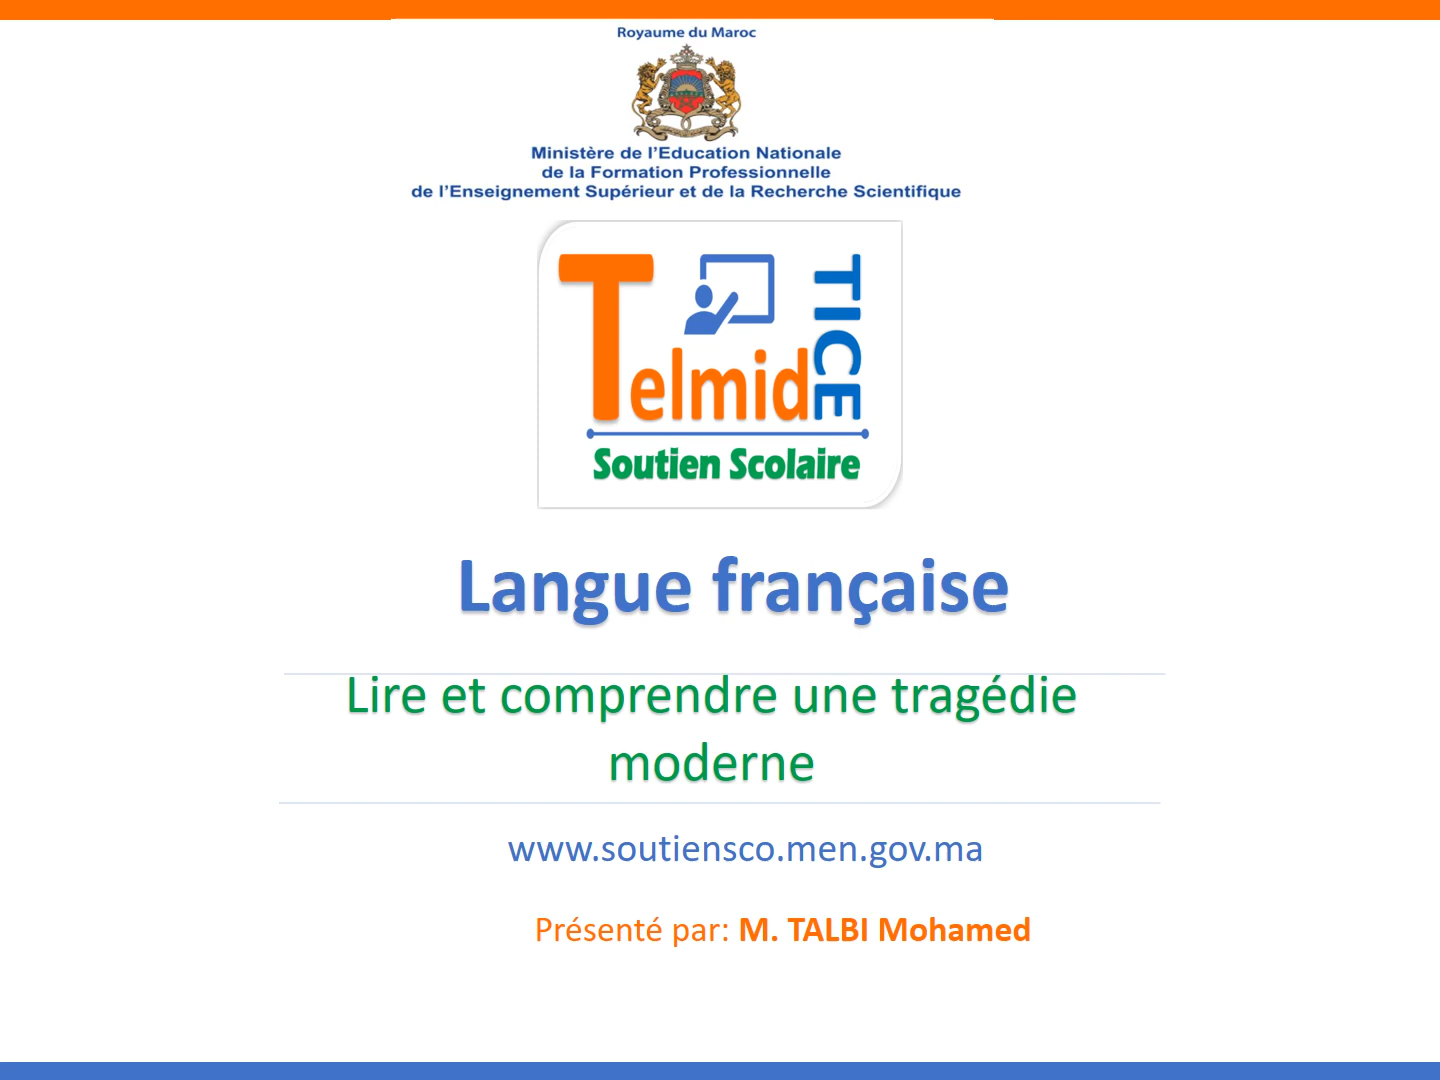 Royaume du Maroc
Ministère de l'Education Nationale
de la Formation Professionnelle
de l'Enseignement Supérieur et de la Recherche Scientifique
Telmid TICE
Soutien Scolaire
Langue française
Lire et comprendre une tragédie
moderne
www.soutiensco.men.gov.ma
Présenté par: M. TALBI Mohamed